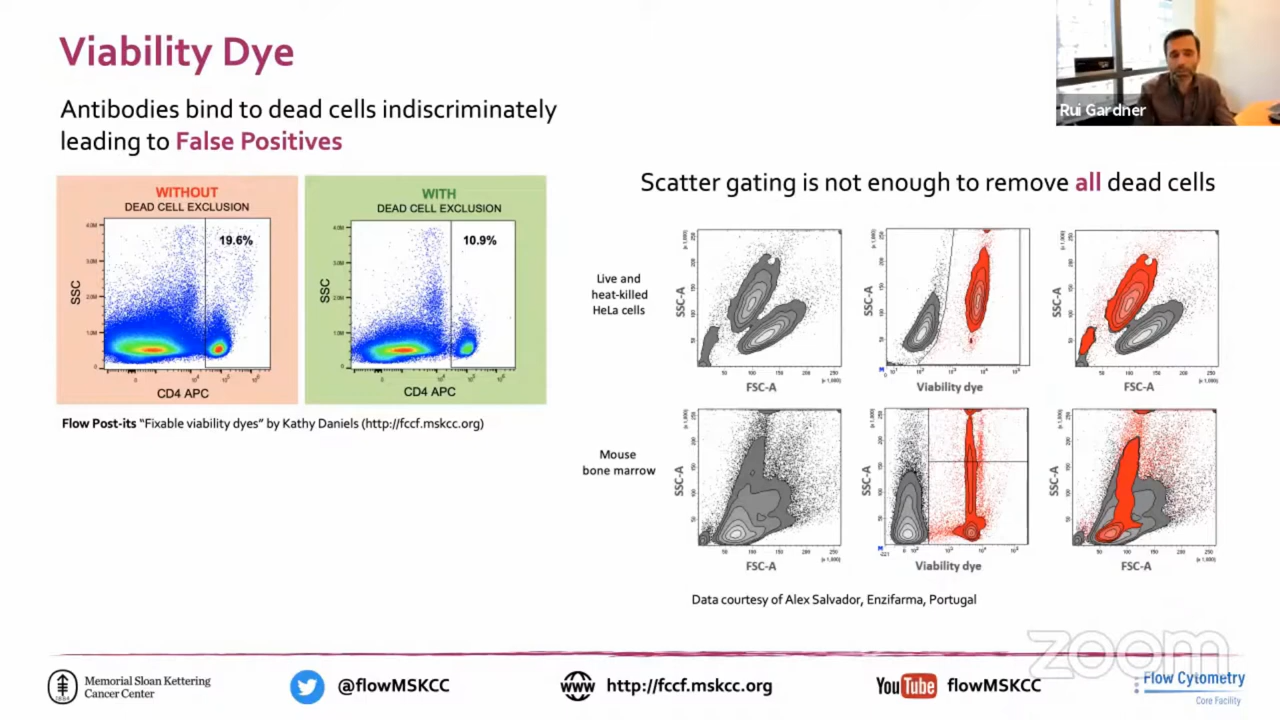 Viability Dye
Rui Gardner
Antibodies bind to dead cells indiscriminately
leading to False Positives
WITHOUT
DEAD CELL EXCLUSION
19.6%
SSC
CD4 APC
WITH
DEAD CELL EXCLUSION
10.9%
SSC
CD4 APC
Flow Post-its “Fixable viability dyes” by Kathy Daniels (http://fccf.mskcc.org)
Scatter gating is not enough to remove all dead cells
Live and
heat-killed
HeLa cells
SSC-A
FSC-A
SSC-A
Viability dye
SSC-A
FSC-A
Mouse
bone marrow
SSC-A
FSC-A
SSC-A
Viability dye
SSC-A
FSC-A
Data courtesy of Alex Salvador, Enzifarma, Portugal
zoom
Memorial Sloan Kettering
Cancer Center
@flowMSKCC
http://fccf.mskcc.org
YouTube flowMSKCC
Flow Cytometry
Core Facility